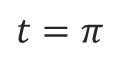 t = π